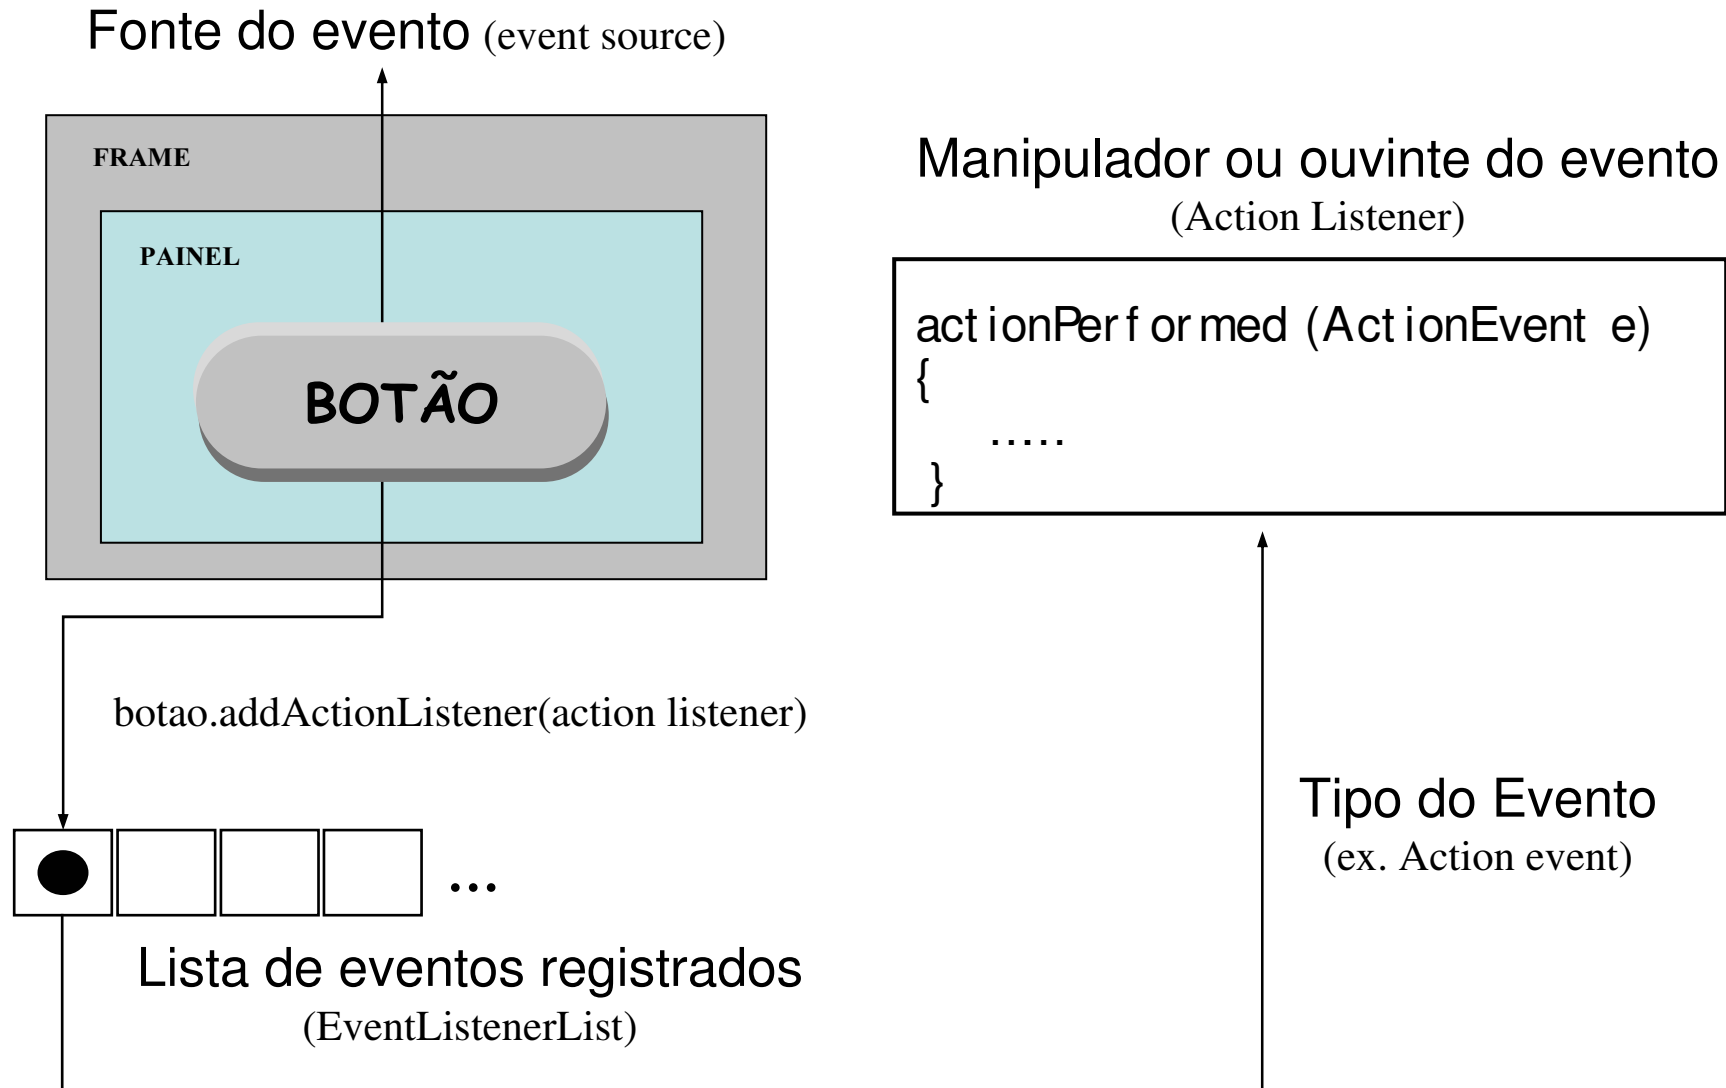 Fonte do evento (event source)
FRAME
PAINEL
BOTÃO
botao.addActionListener(action listener)
...
Lista de eventos registrados
(EventListenerList)
Manipulador ou ouvinte do evento
(Action Listener)
actionPerformed (ActionEvent e)
{
.....
}
Tipo do Evento
(ex. Action event)